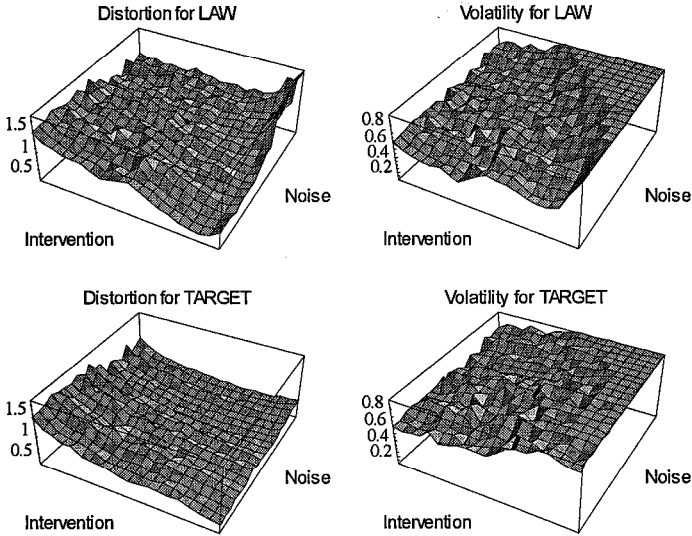 Distortion for LAW
Volatility for LAW
1.5
1
0.5
Noise
Intervention
0.8
0.6
0.4
0.2
Noise
Intervention
Distortion for TARGET
Volatility for TARGET
1.5
1
0.5
Noise
Intervention
0.8
0.6
0.4
0.2
Noise
Intervention